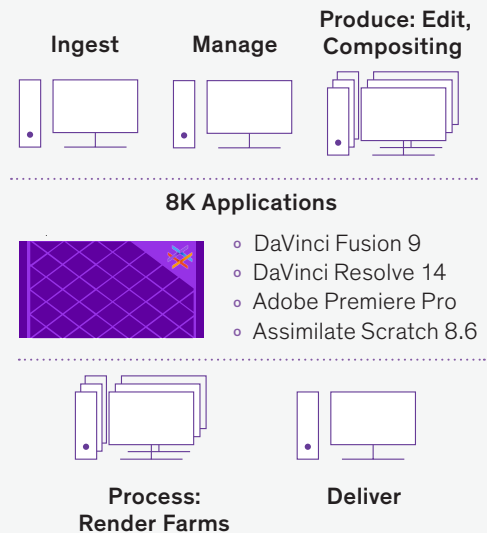 Ingest
Manage
Produce: Edit,
Compositing
8K Applications
DaVinci Fusion 9
DaVinci Resolve 14
Adobe Premiere Pro
Assimilate Scratch 8.6
Process:
Render Farms
Deliver